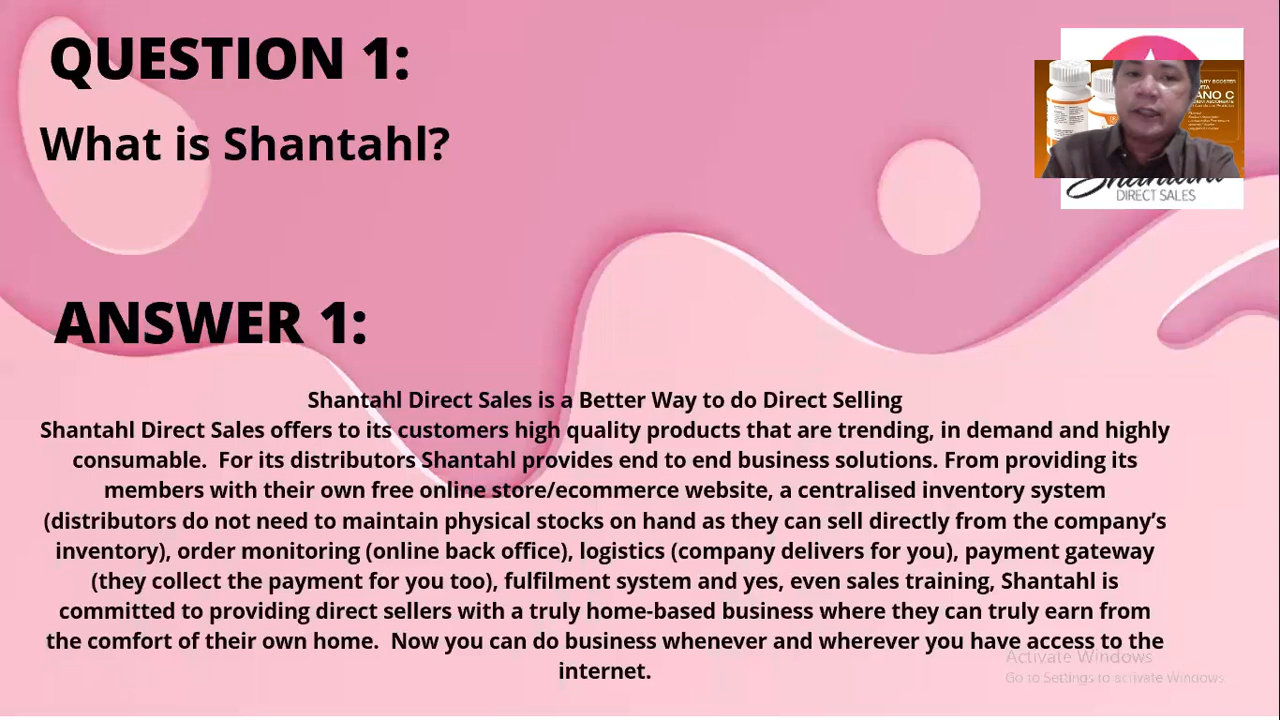 QUESTION 1:
What is Shantahl?
DIRECT SALES
ANSWER 1:
Shantahl Direct Sales is a Better Way to do Direct Selling
Shantahl Direct Sales offers to its customers high quality products that are trending, in demand and highly
consumable.  For its distributors Shantahl provides end to end business solutions. From providing its
members with their own free online store/ecommerce website, a centralised inventory system
(distributors do not need to maintain physical stocks on hand as they can sell directly from the company’s
inventory), order monitoring (online back office), logistics (company delivers for you), payment gateway
(they collect the payment for you too), fulfilment system and yes, even sales training, Shantahl is
committed to providing direct sellers with a truly home-based business where they can truly earn from
the comfort of their own home.  Now you can do business whenever and wherever you have access to the
internet.
Activate Windows
Go to Settings to activate Windows.